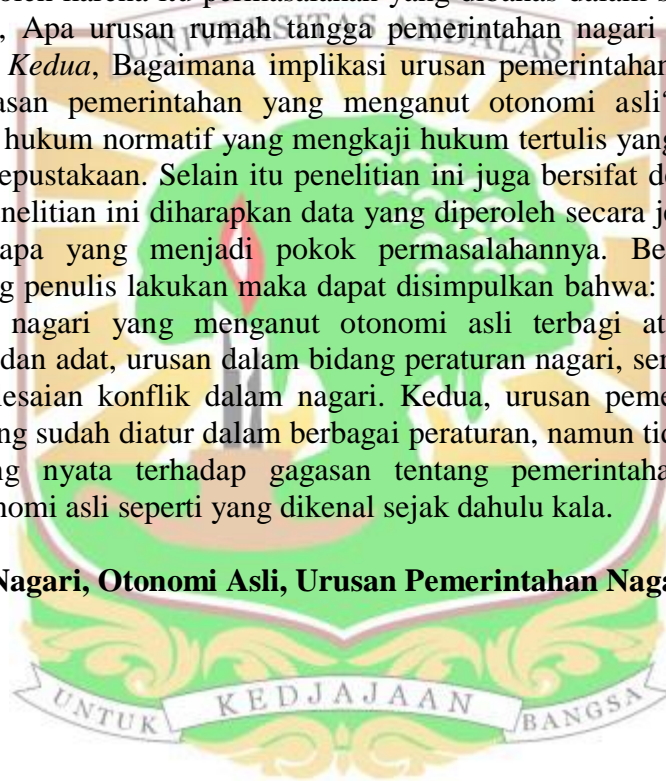 oleh karena itu permasalahan yang dibahas dalam s
UNIVERSITAS ANDALAS
, Apa urusan rumah tangga pemerintahan nagari
Kedua, Bagaimana implikasi urusan pemerintahan
asan pemerintahan yang menganut otonomi asli
hukum normatif yang mengkaji hukum tertulis yang
epustakaan. Selain itu penelitian ini juga bersifat de
nelitian ini diharapkan data yang diperoleh secara je
apa yang menjadi pokok permasalahannya. Be
g penulis lakukan maka dapat disimpulkan bahwa:
nagari yang menganut otonomi asli terbagi at
dan adat, urusan dalam bidang peraturan nagari, ser
lesaian konflik dalam nagari. Kedua, urusan peme
ng sudah diatur dalam berbagai peraturan, namun tid
ng nyata terhadap gagasan tentang pemerintaha
nomi asli seperti yang dikenal sejak dahulu kala.
Nagari, Otonomi Asli, Urusan Pemerintahan Naga
UNTUK KEDJAJAAN BANGSA